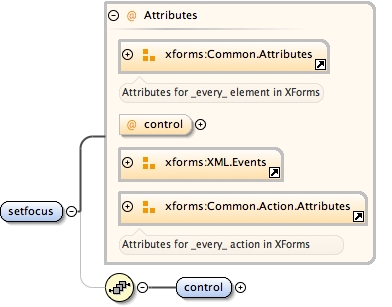 @ Attributes
xforms:Common.Attributes
Attributes for _every_ element in XForms
@ control
xforms:XML.Events
setfocus
xforms:Common.Action.Attributes
Attributes for _every_ action in XForms
control